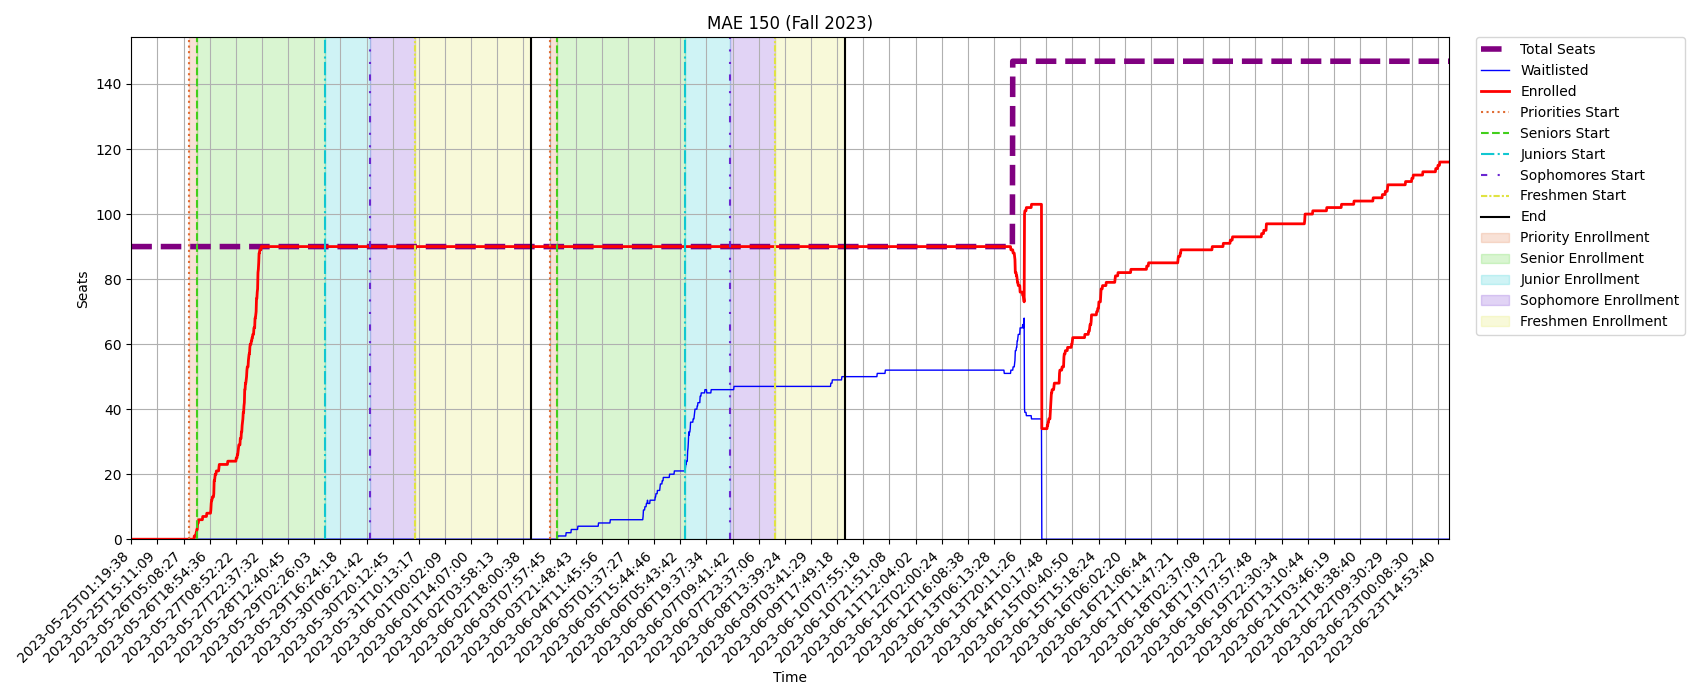 MAE 150 (Fall 2023)
Seats
140
120
100
80
60
40
20
0
2023-05-25T01:19:38
2023-05-25T15:11:09
2023-05-26T05:08:27
2023-05-26T18:54:36
2023-05-27T08:52:22
2023-05-27T22:37:32
2023-05-28T12:40:45
2023-05-29T02:26:03
2023-05-29T16:24:18
2023-05-30T06:21:42
2023-05-30T20:12:45
2023-05-31T10:13:17
2023-06-01T00:02:09
2023-06-01T14:07:00
2023-06-02T03:58:13
2023-06-02T18:00:38
2023-06-03T07:57:45
2023-06-03T21:48:43
2023-06-04T11:45:56
2023-06-05T01:37:27
2023-06-05T15:44:46
2023-06-06T05:43:42
2023-06-06T19:37:34
2023-06-07T09:41:42
2023-06-07T23:37:06
2023-06-08T13:39:24
2023-06-09T03:41:29
2023-06-09T17:49:18
2023-06-10T07:55:18
2023-06-10T21:51:08
2023-06-11T12:04:02
2023-06-12T02:00:24
2023-06-12T16:08:38
2023-06-13T06:13:28
2023-06-13T20:11:26
2023-06-14T10:17:48
2023-06-15T00:40:50
2023-06-15T15:18:24
2023-06-16T06:02:20
2023-06-16T21:06:44
2023-06-17T11:47:21
2023-06-18T02:37:08
2023-06-18T17:17:22
2023-06-19T07:57:48
2023-06-19T22:30:34
2023-06-20T13:10:44
2023-06-21T03:46:19
2023-06-21T18:38:40
2023-06-22T09:30:29
2023-06-23T00:08:30
2023-06-23T14:53:40
Time
Total Seats
Waitlisted
Enrolled
Priorities Start
Seniors Start
Juniors Start
Sophomores Start
Freshmen Start
End
Priority Enrollment
Senior Enrollment
Junior Enrollment
Sophomore Enrollment
Freshmen Enrollment